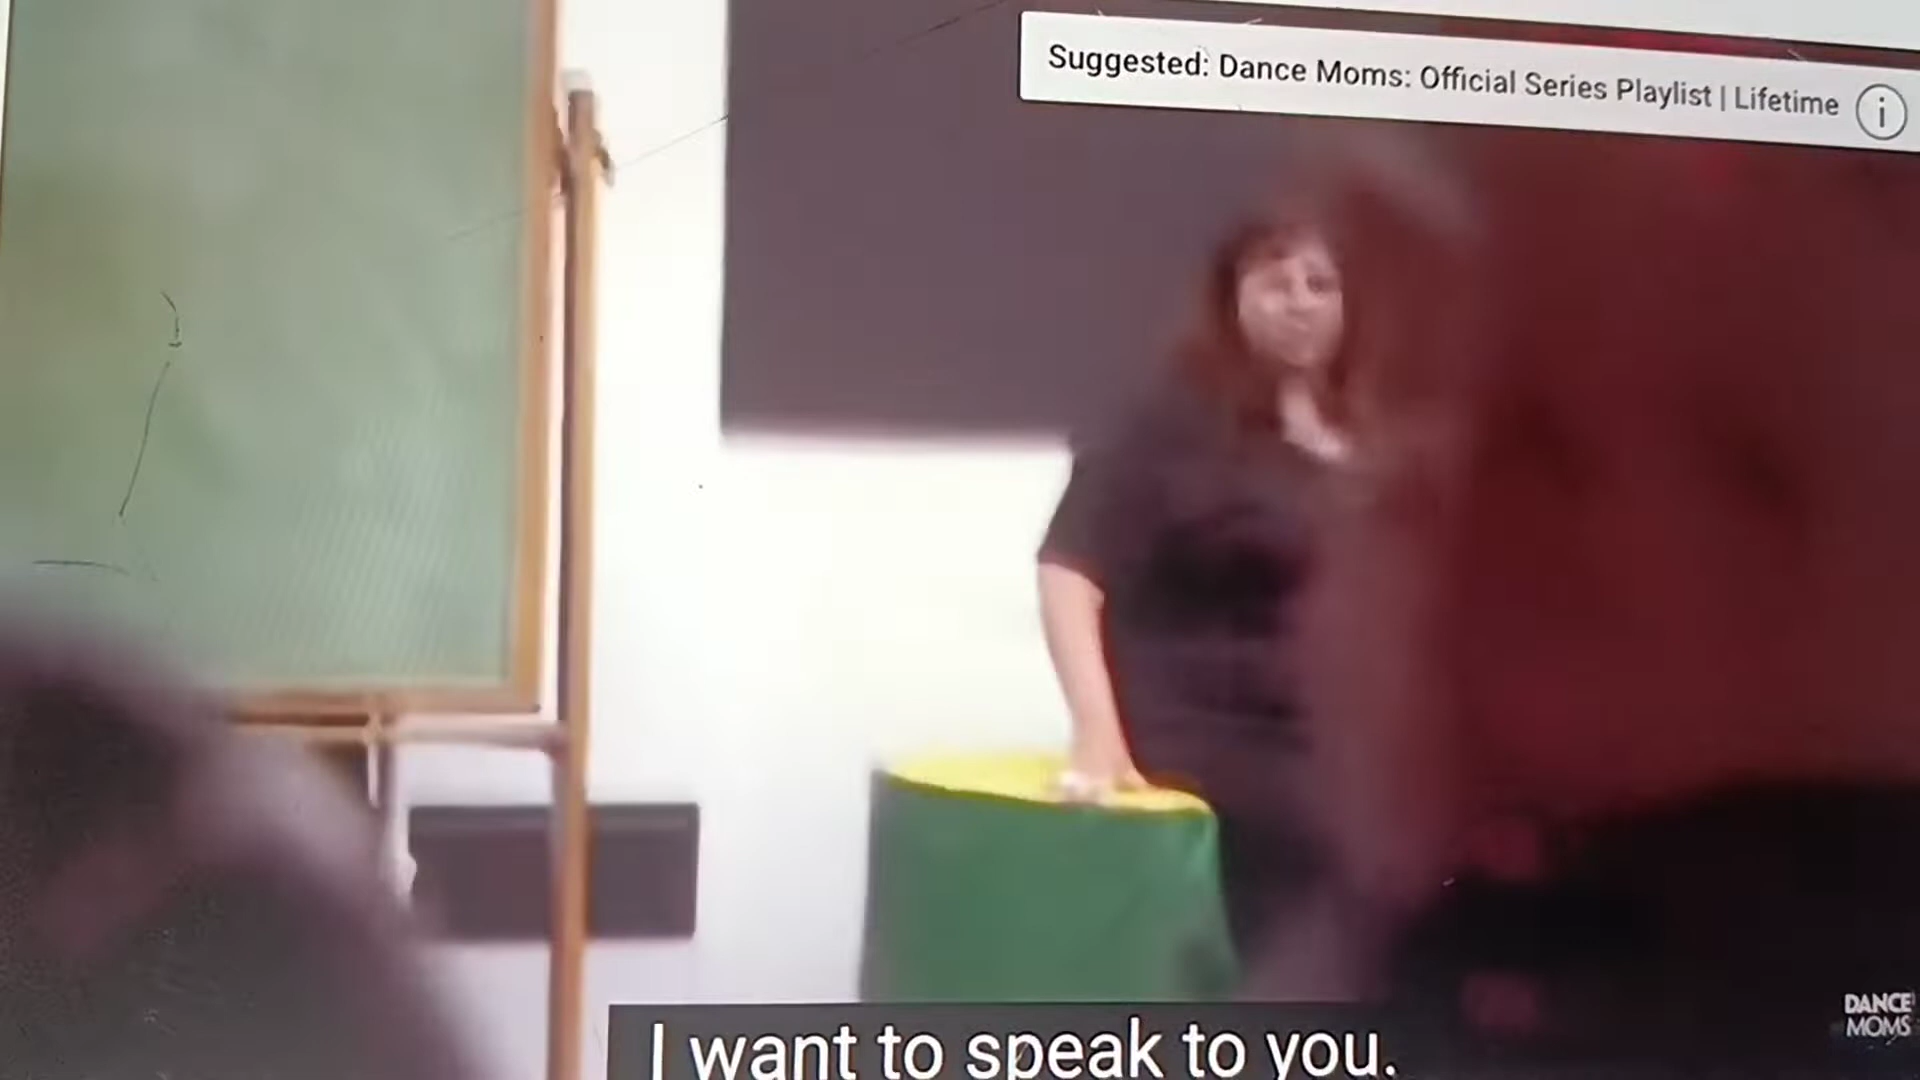 Suggested: Dance Moms: Official Series Playlist | Lifetime
I want to speak to you.
DANCE
MOMS